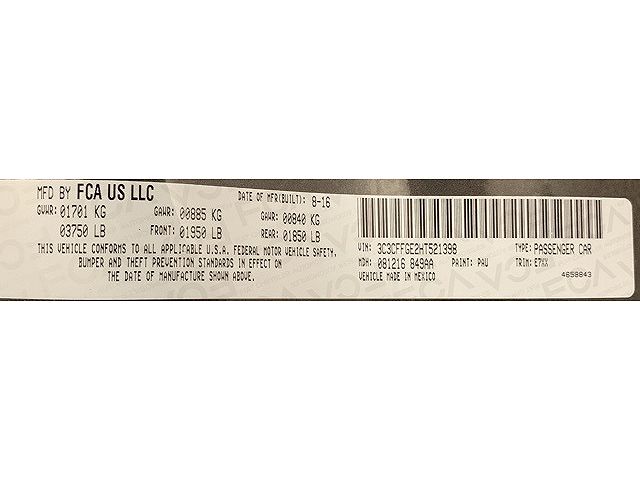 MFD BY FCA US LLC
DATE OF MFR(BUILT): 8-16
GVWR: 01701 KG GAWR: 00885 KG GAWR: 00840 KG
03750 LB FRONT: 01950 LB REAR: 01850 LB
THIS VEHICLE CONFORMS TO ALL APPLICABLE U.S.A. FEDERAL MOTOR VEHICLE SAFETY,
BUMPER AND THEFT PREVENTION STANDARDS IN EFFECT ON
THE DATE OF MANUFACTURE SHOWN ABOVE.
VIN: 3C3CFFGE2HT521398 TYPE: PASSENGER CAR
MDH: 081216 849AA PAINT: PAU TRIM: E7XX
VEHICLE MADE IN MEXICO 4658843